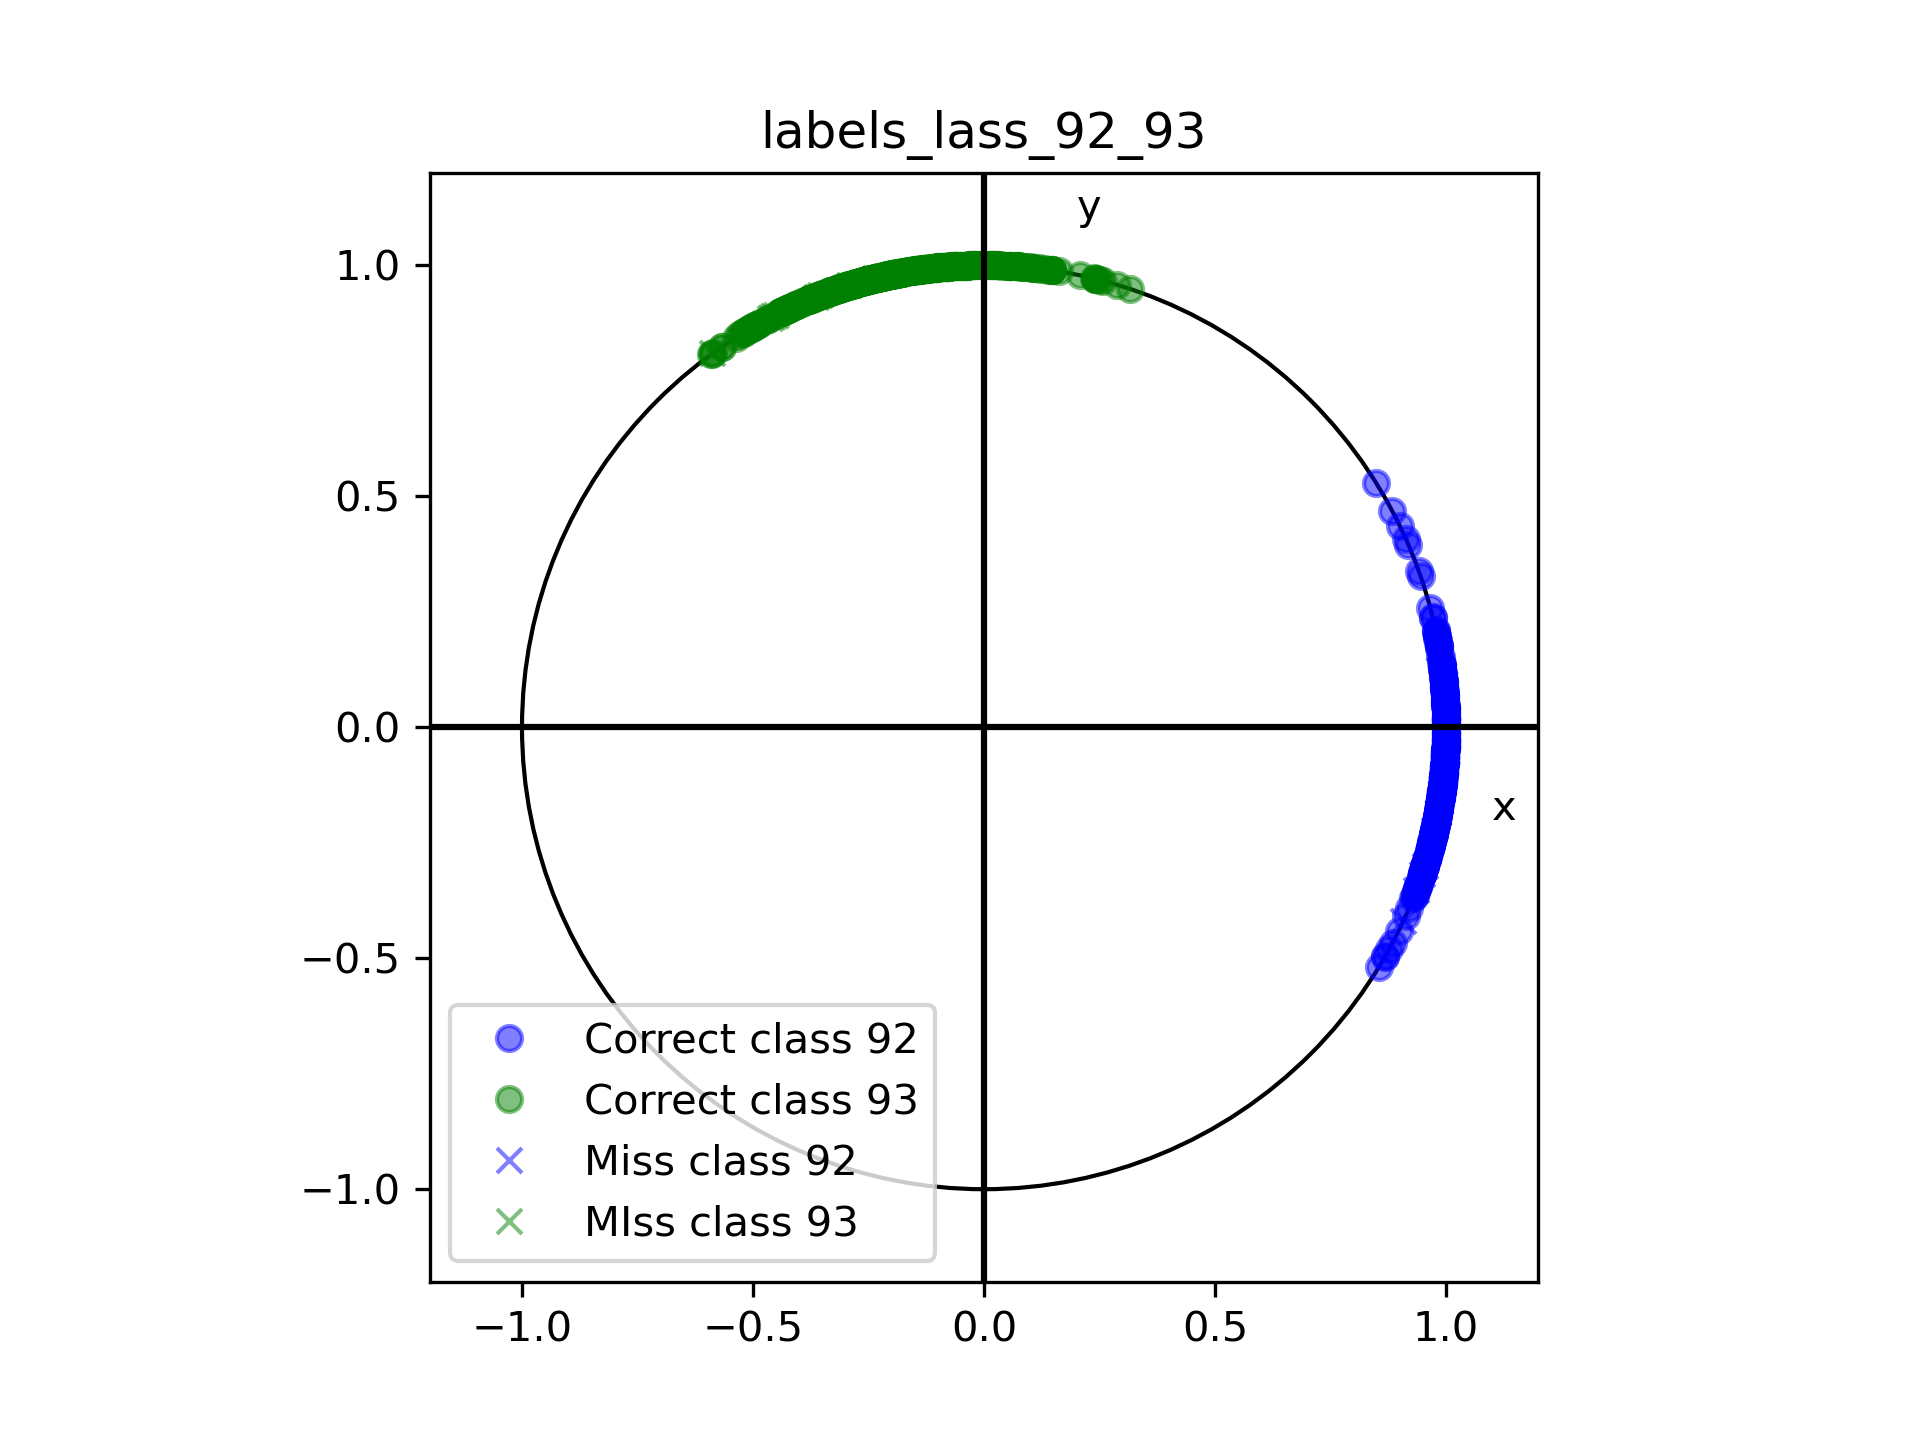 labels_lass_92_93
y
1.0
0.5
0.0
x
−0.5
−1.0
Correct class 92
Correct class 93
Miss class 92
MIss class 93
−1.0 −0.5 0.0 0.5 1.0